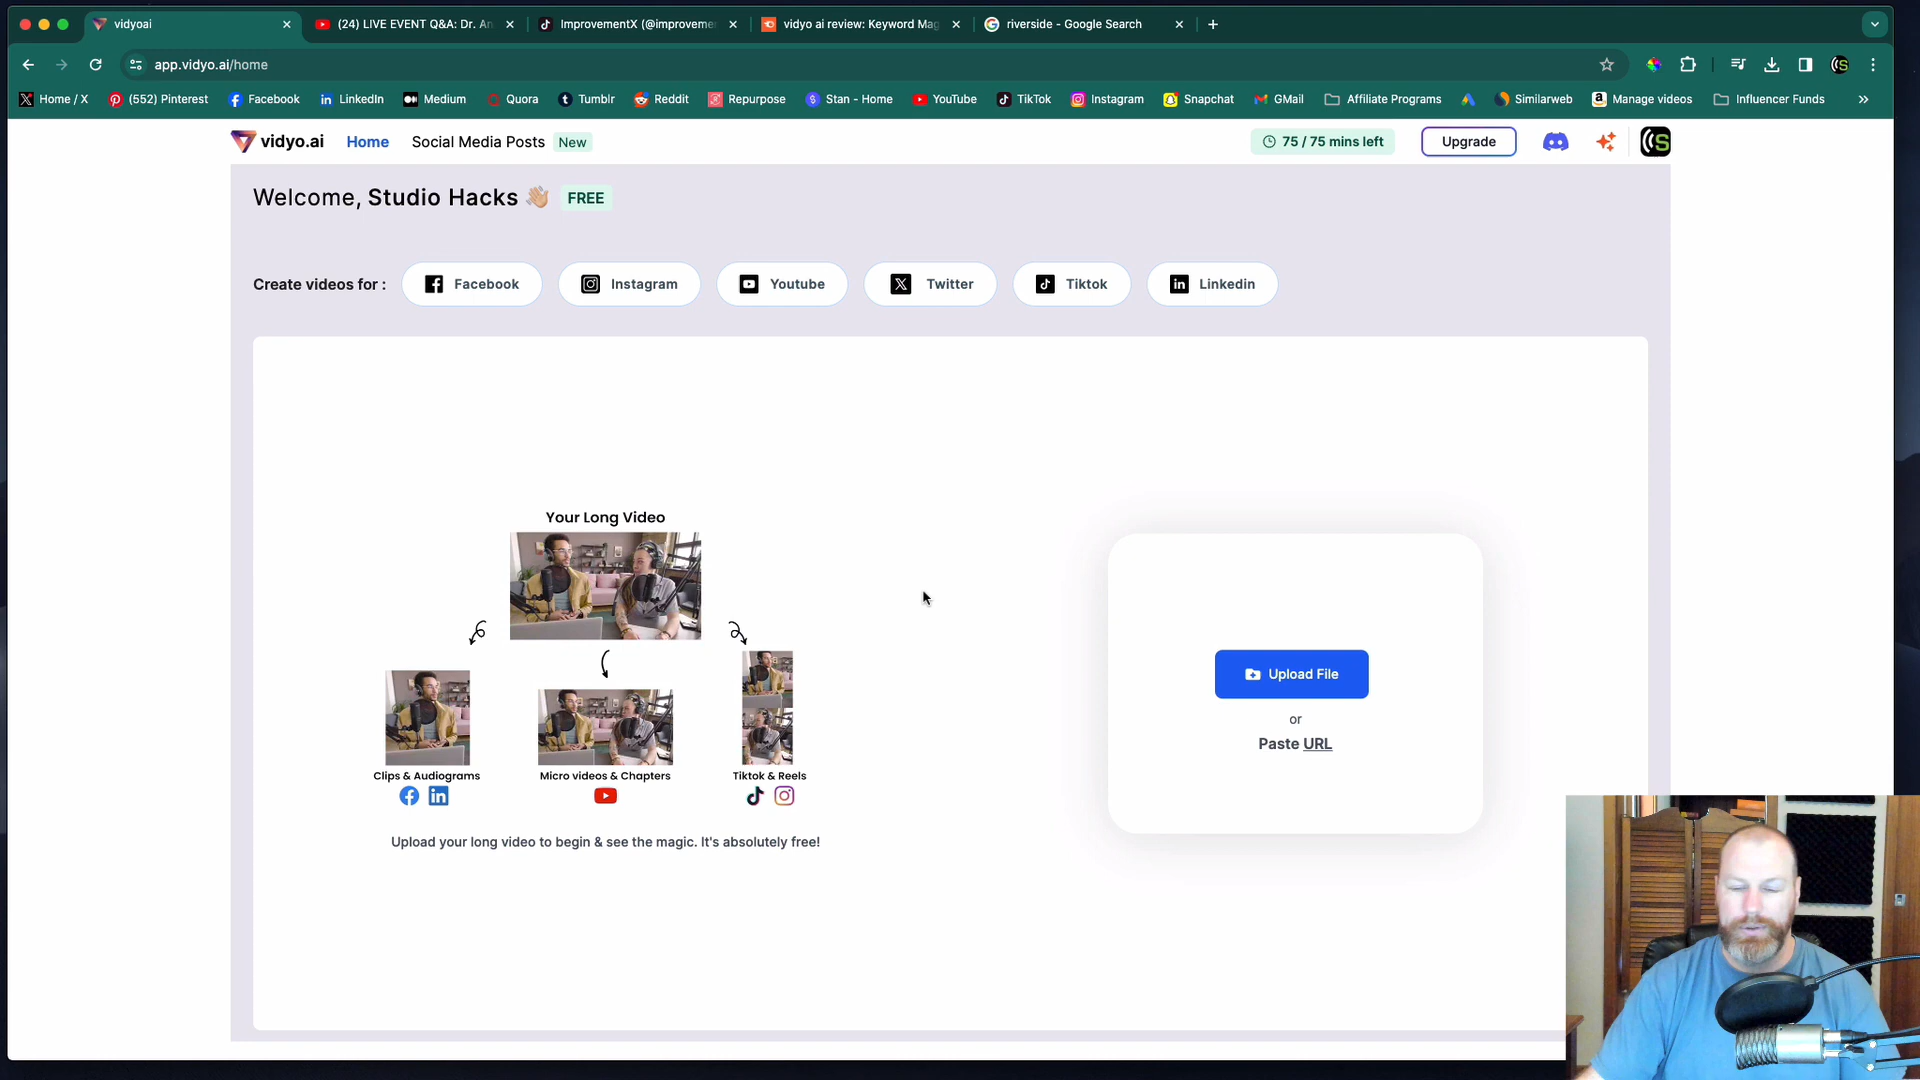 vidyoai
(24) LIVE EVENT Q&A: Dr. An
ImprovementX (@improveme
vidyo ai review: Keyword Mag
riverside - Google Search
app.vidyo.ai/home
Home / X
(552) Pinterest
Facebook
LinkedIn
Medium
Quora
Tumblr
Reddit
Repurpose
Stan - Home
YouTube
TikTok
Instagram
Snapchat
GMail
Affiliate Programs
Similarweb
Manage videos
Influencer Funds
vidyo.ai
Home
Social Media Posts
New
75 / 75 mins left
Upgrade
Welcome, Studio Hacks 👋🏼 FREE
Create videos for :
Facebook
Instagram
Youtube
Twitter
Tiktok
Linkedin
Your Long Video
Clips & Audiograms
Micro videos & Chapters
Tiktok & Reels
Upload your long video to begin & see the magic. It's absolutely free!
Upload File
or
Paste URL